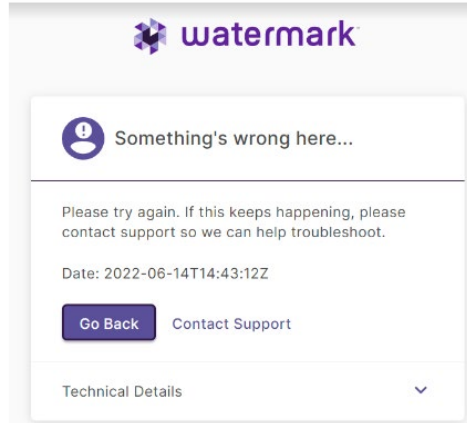 watermark
Something's wrong here...
Please try again. If this keeps happening, please
contact support so we can help troubleshoot.
Date: 2022-06-14T14:43:12Z
Go Back Contact Support
Technical Details